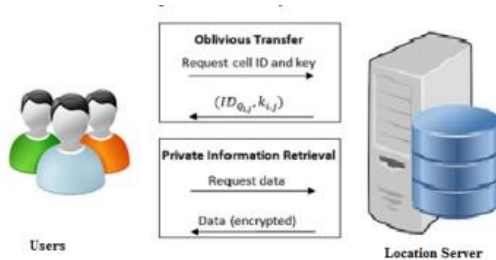 Oblivious Transfer
Request cell ID and key
(ID_{Q_{i,j}}, k_{i,j})
Private Information Retrieval
Request data
Data (encrypted)
Users
Location Server